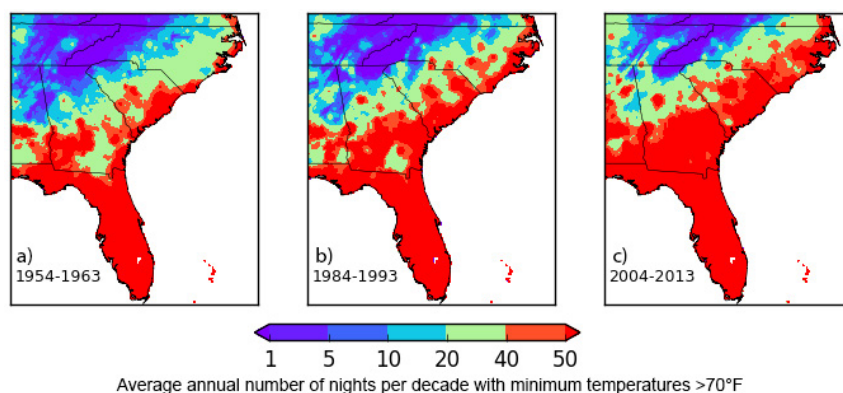 a)
1954-1963
b)
1984-1993
c)
2004-2013
1 5 10 20 40 50
Average annual number of nights per decade with minimum temperatures >70°F